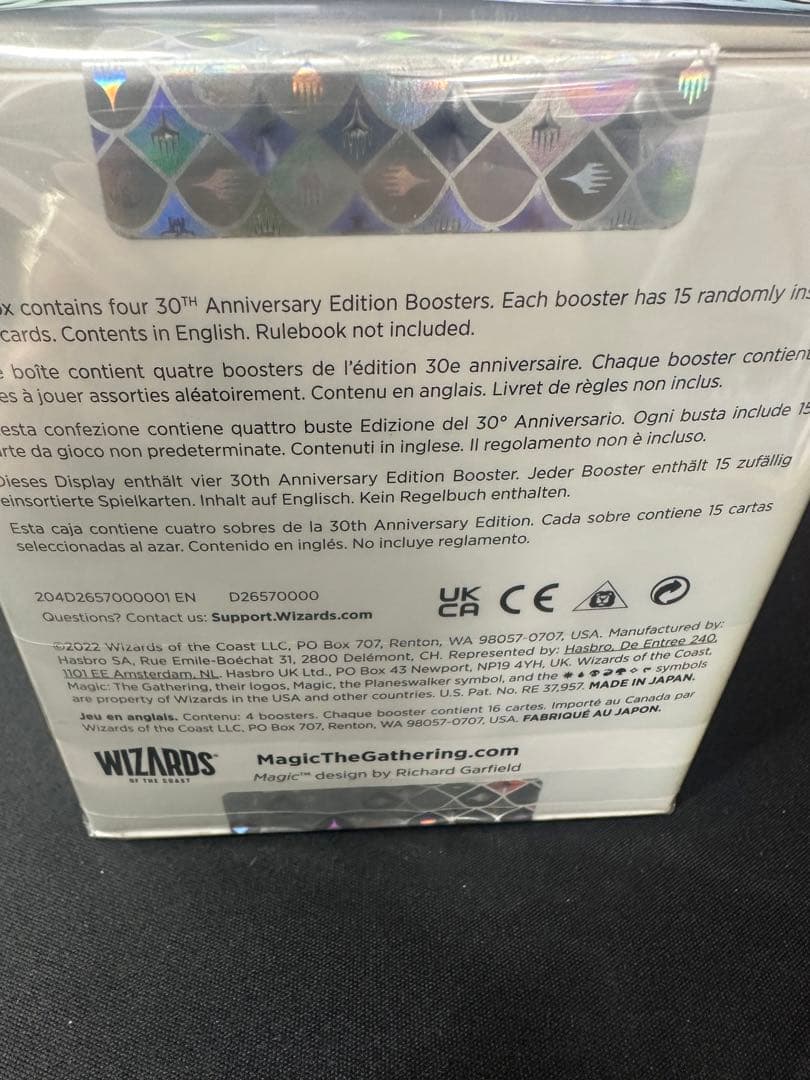 contains four 30TH Anniversary Edition Boosters. Each booster has 15 randomly
cards. Contents in English. Rulebook not included.
boîte contient quatre boosters de l'édition 30e anniversaire. Chaque booster contient
à jouer assorties aléatoirement. Contenu en anglais. Livret de règles non inclus.
confezione contiene quattro buste Edizione del 30° Anniversario. Ogni busta include 15
da gioco non predeterminate. Contenuti in inglese. Il regolamento non è incluso.
Dieses Display enthält vier 30th Anniversary Edition Booster. Jeder Booster enthält 15 zufällig
einsortierte Spielkarten. Inhalt auf Englisch. Kein Regelbuch enthalten.
Esta caja contiene cuatro sobres de la 30th Anniversary Edition. Cada sobre contiene 15 cartas
seleccionadas al azar. Contenido en inglés. No incluye reglamento.
204D2657000001 EN D26570000
Questions? Contact us: Support.Wizards.com
UK CA CE
©2022 Wizards of the Coast LLC, PO Box 707, Renton, WA 98057-0707, USA. Manufactured by:
Hasbro SA, Rue Emile-Boéchat 31, 2800 Delémont, CH. Represented by: Hasbro, De Entree 240,
1101 EE Amsterdam, NL. Hasbro UK Ltd., PO Box 43 Newport, NP19 4YH, UK. Wizards of the Coast,
Magic: The Gathering, their logos, Magic, the Planeswalker symbol, and the symbols
are property of Wizards in the USA and other countries. U.S. Pat. No. RE 37,957. MADE IN JAPAN.
Jeu en anglais. Contenu: 4 boosters. Chaque booster contient 16 cartes. Importé au Canada par
Wizards of the Coast LLC, PO Box 707, Renton, WA 98057-0707, USA. FABRIQUÉ AU JAPON.
WIZARDS OF THE COAST
MagicTheGathering.com
Magic™ design by Richard Garfield